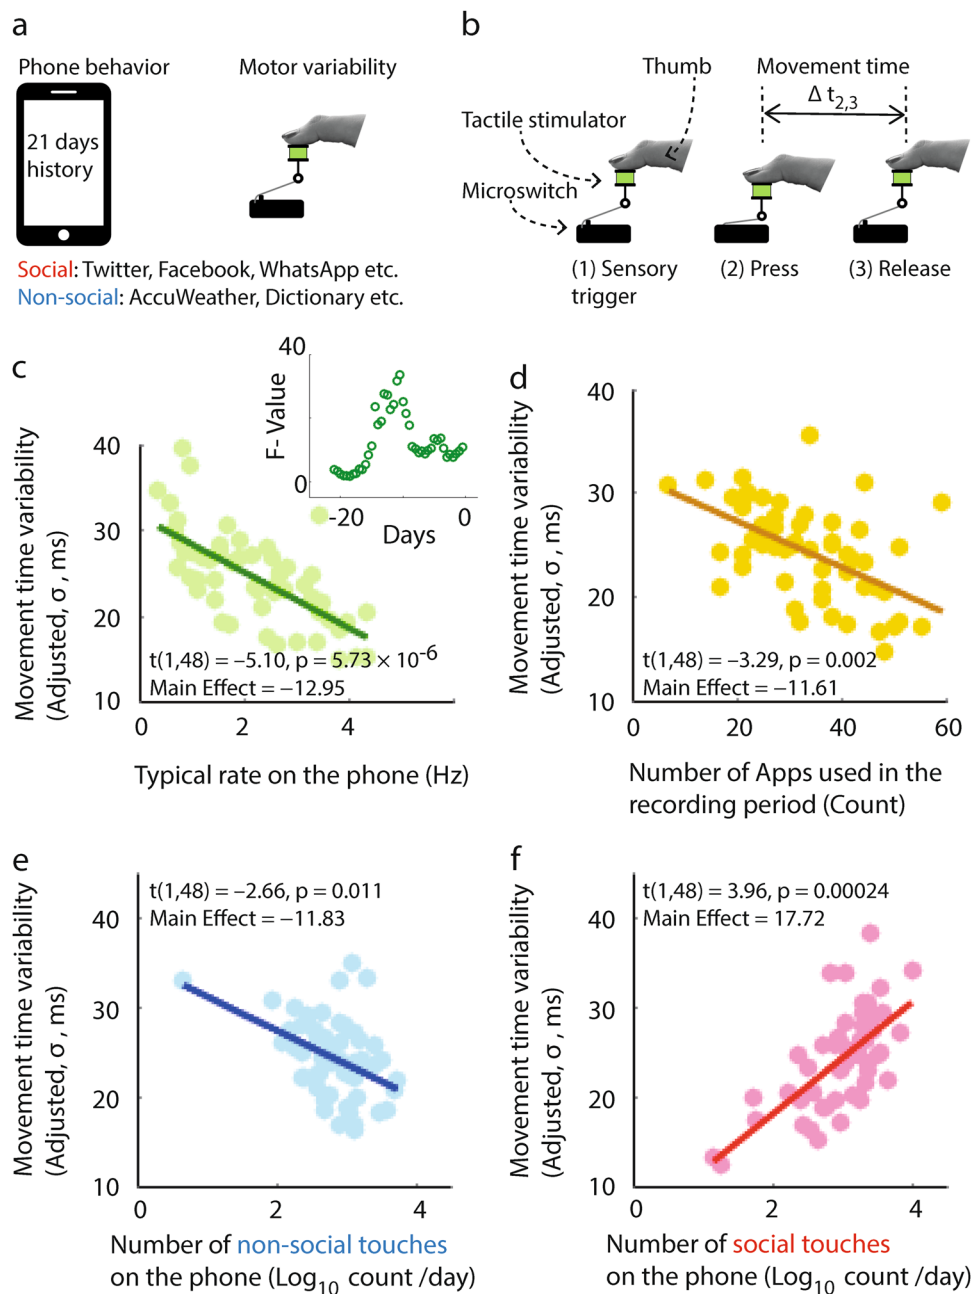 a
Phone behavior
Motor variability
21 days
history
Social: Twitter, Facebook, WhatsApp etc.
Non-social: AccuWeather, Dictionary etc.
b
Thumb
Movement time
Δ t2,3
Tactile stimulator
Microswitch
(1) Sensory
trigger
(2) Press
(3) Release
c
Movement time variability
(Adjusted, σ , ms)
40
30
20
10
0
2
4
t(1,48) = −5.10, p = 5.73 × 10-6
Main Effect = −12.95
Typical rate on the phone (Hz)
F- Value
40
0
-20
0
Days
d
Movement time variability
(Adjusted, σ, ms)
40
30
20
10
0
20
40
60
t(1,48) = −3.29, p = 0.002
Main Effect = −11.61
Number of Apps used in the
recording period (Count)
e
Movement time variability
(Adjusted, σ , ms)
t(1,48) = −2.66, p = 0.011
Main Effect = −11.83
40
30
20
10
0
2
4
Number of non-social touches
on the phone (Log10 count /day)
f
Movement time variability
(Adjusted, σ, ms)
t(1,48) = 3.96, p = 0.00024
Main Effect = 17.72
40
30
20
10
2
4
Number of social touches
on the phone (Log10 count /day)